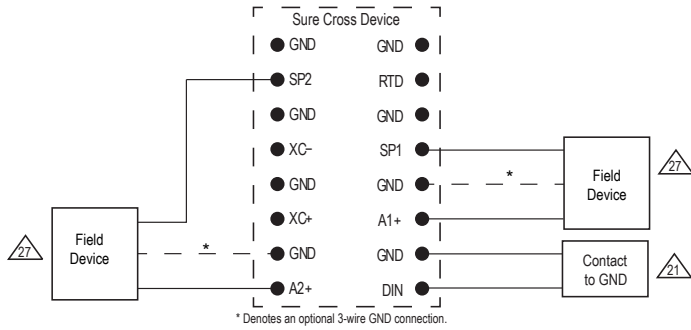 Sure Cross Device
GND GND
SP2 RTD
GND GND
XC− SP1
GND GND
XC+ A1+
GND GND
A2+ DIN
27
Field
Device
*
*
Field
Device
27
Contact
to GND
21
* Denotes an optional 3-wire GND connection.